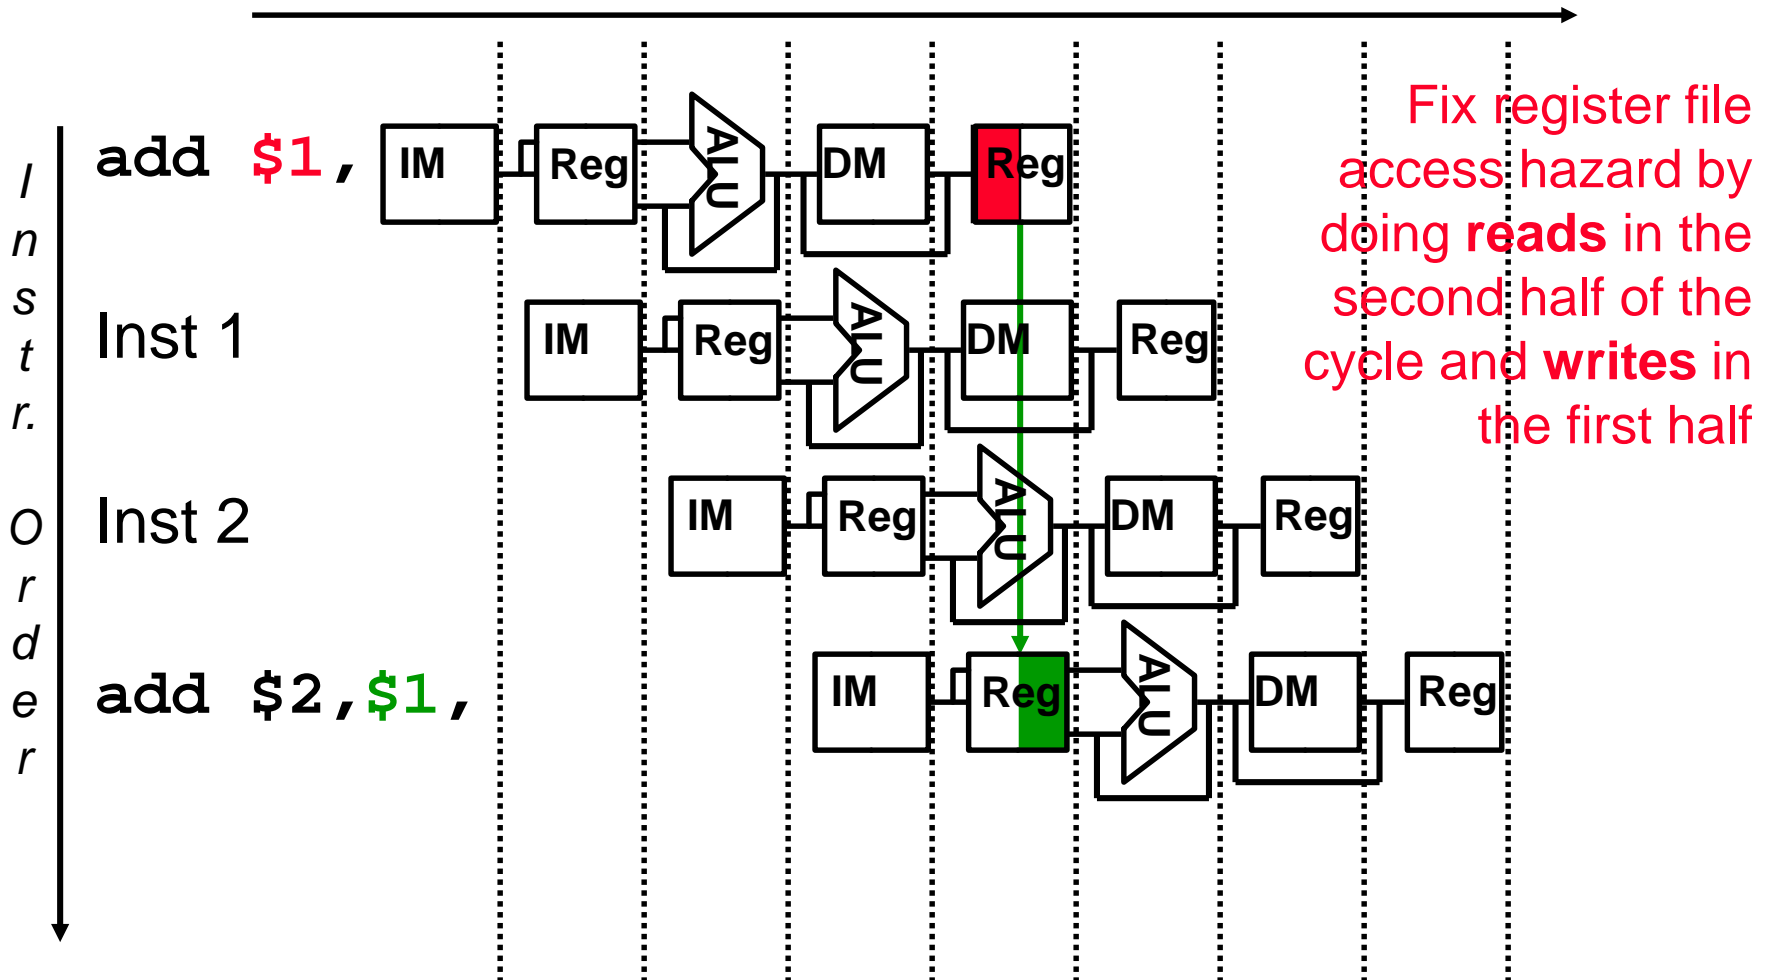 add $1,
IM
Reg
ALU
DM
Reg
Fix register file
access hazard by
doing reads in the
second half of the
cycle and writes in
the first half
Instr.
Order
Inst 1
IM
Reg
ALU
DM
Reg
Inst 2
IM
Reg
ALU
DM
Reg
add $2,$1,
IM
Reg
ALU
DM
Reg